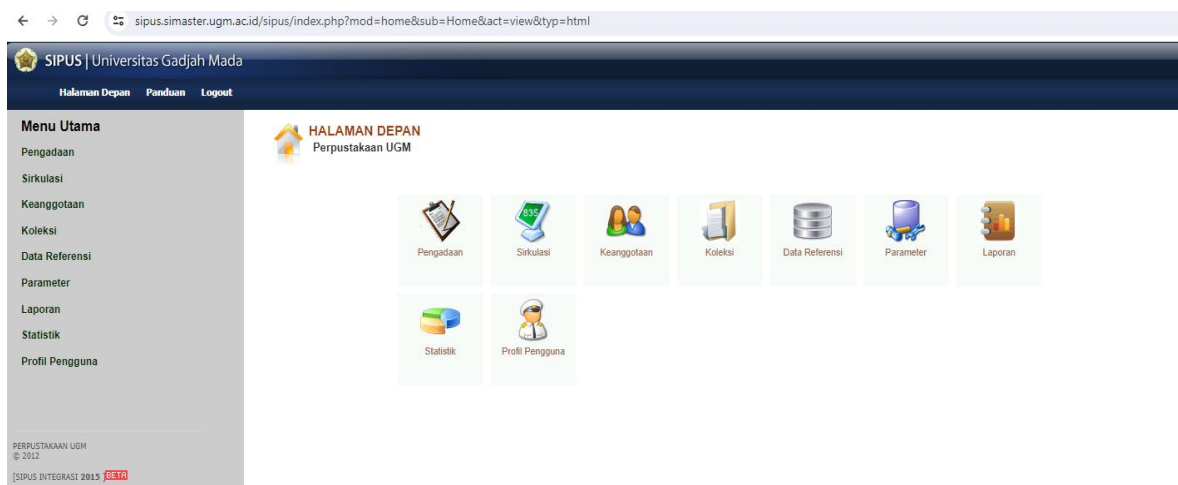 sipus.simaster.ugm.ac.id/sipus/index.php?mod=home&sub=Home&act=view&typ=html
SIPUS | Universitas Gadjah Mada
Halaman Depan Panduan Logout
Menu Utama
Pengadaan
Sirkulasi
Keanggotaan
Koleksi
Data Referensi
Parameter
Laporan
Statistik
Profil Pengguna
PERPUSTAKAAN UGM
© 2012
[SIPUS INTEGRASI 2015 ]BETA
HALAMAN DEPAN
Perpustakaan UGM
835
Pengadaan Sirkulasi Keanggotaan Koleksi Data Referensi Parameter Laporan
Statistik Profil Pengguna